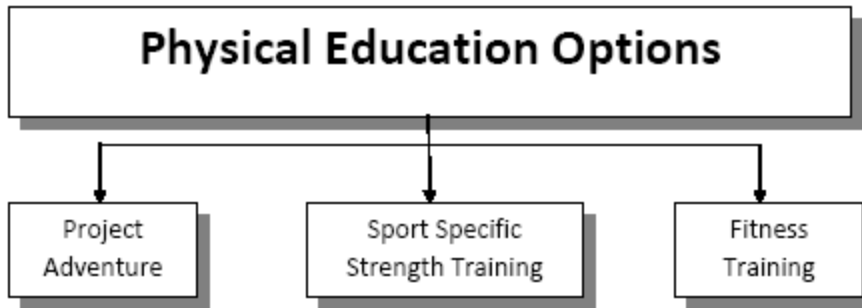 Physical Education Options
Project
Adventure
Sport Specific
Strength Training
Fitness
Training